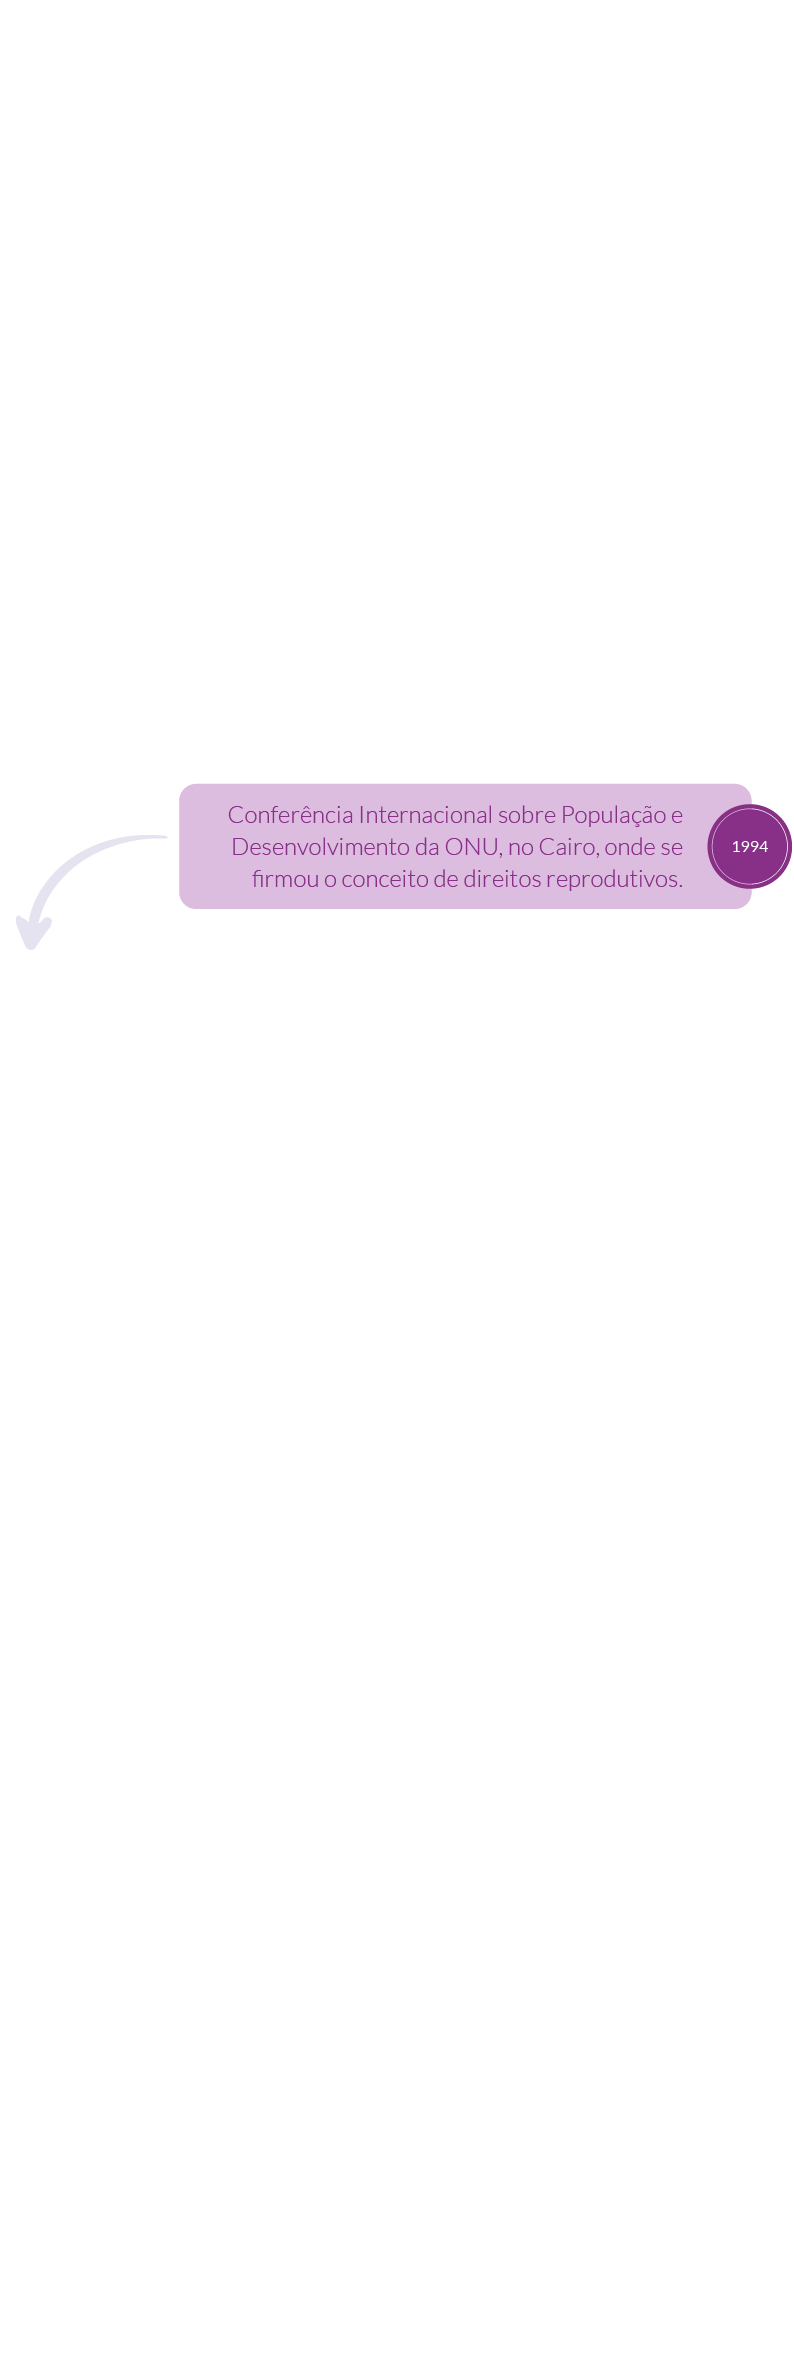 Conferência Internacional sobre População e
Desenvolvimento da ONU, no Cairo, onde se
firmou o conceito de direitos reprodutivos.
1994